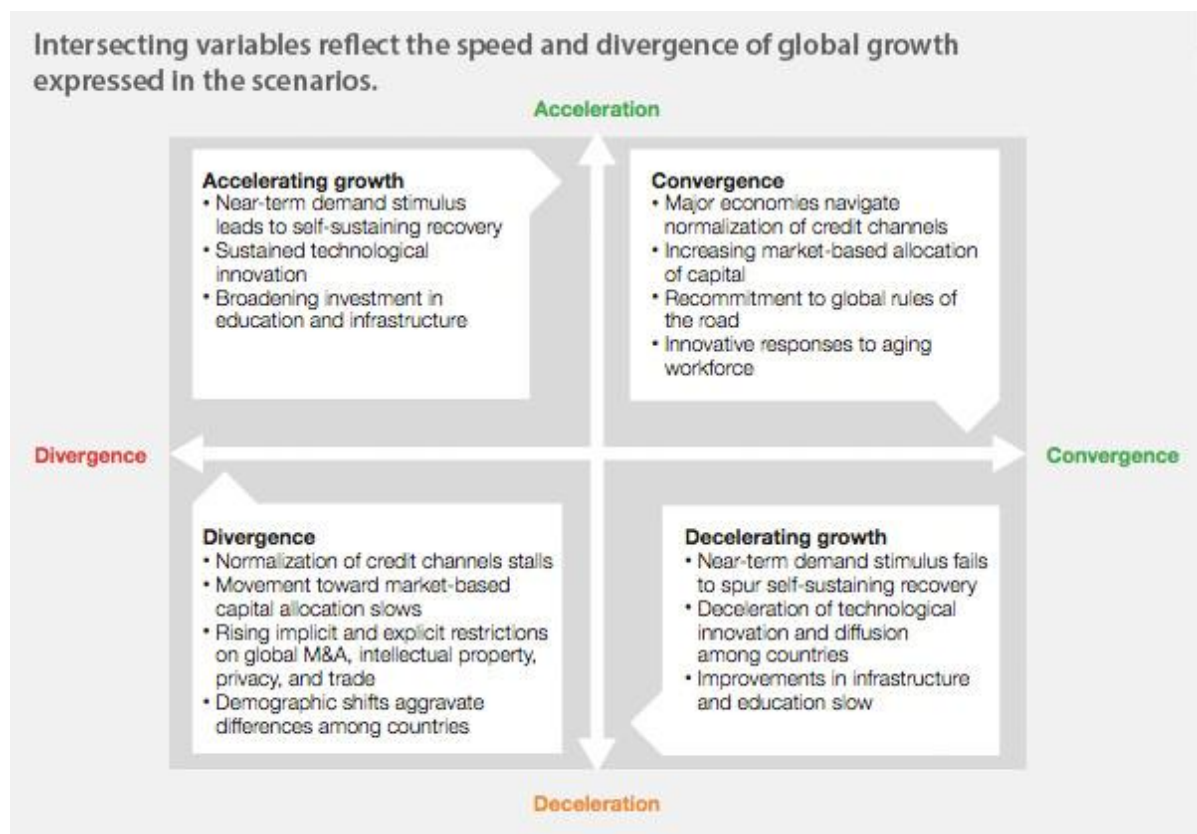 Intersecting variables reflect the speed and divergence of global growth
expressed in the scenarios.
Acceleration
Accelerating growth
• Near-term demand stimulus
leads to self-sustaining recovery
• Sustained technological
innovation
• Broadening investment in
education and infrastructure
Convergence
• Major economies navigate
normalization of credit channels
• Increasing market-based allocation
of capital
• Recommitment to global rules of
the road
• Innovative responses to aging
workforce
Divergence
Convergence
Divergence
• Normalization of credit channels stalls
• Movement toward market-based
capital allocation slows
• Rising implicit and explicit restrictions
on global M&A, intellectual property,
privacy, and trade
• Demographic shifts aggravate
differences among countries
Decelerating growth
• Near-term demand stimulus fails
to spur self-sustaining recovery
• Deceleration of technological
innovation and diffusion
among countries
• Improvements in infrastructure
and education slow
Deceleration